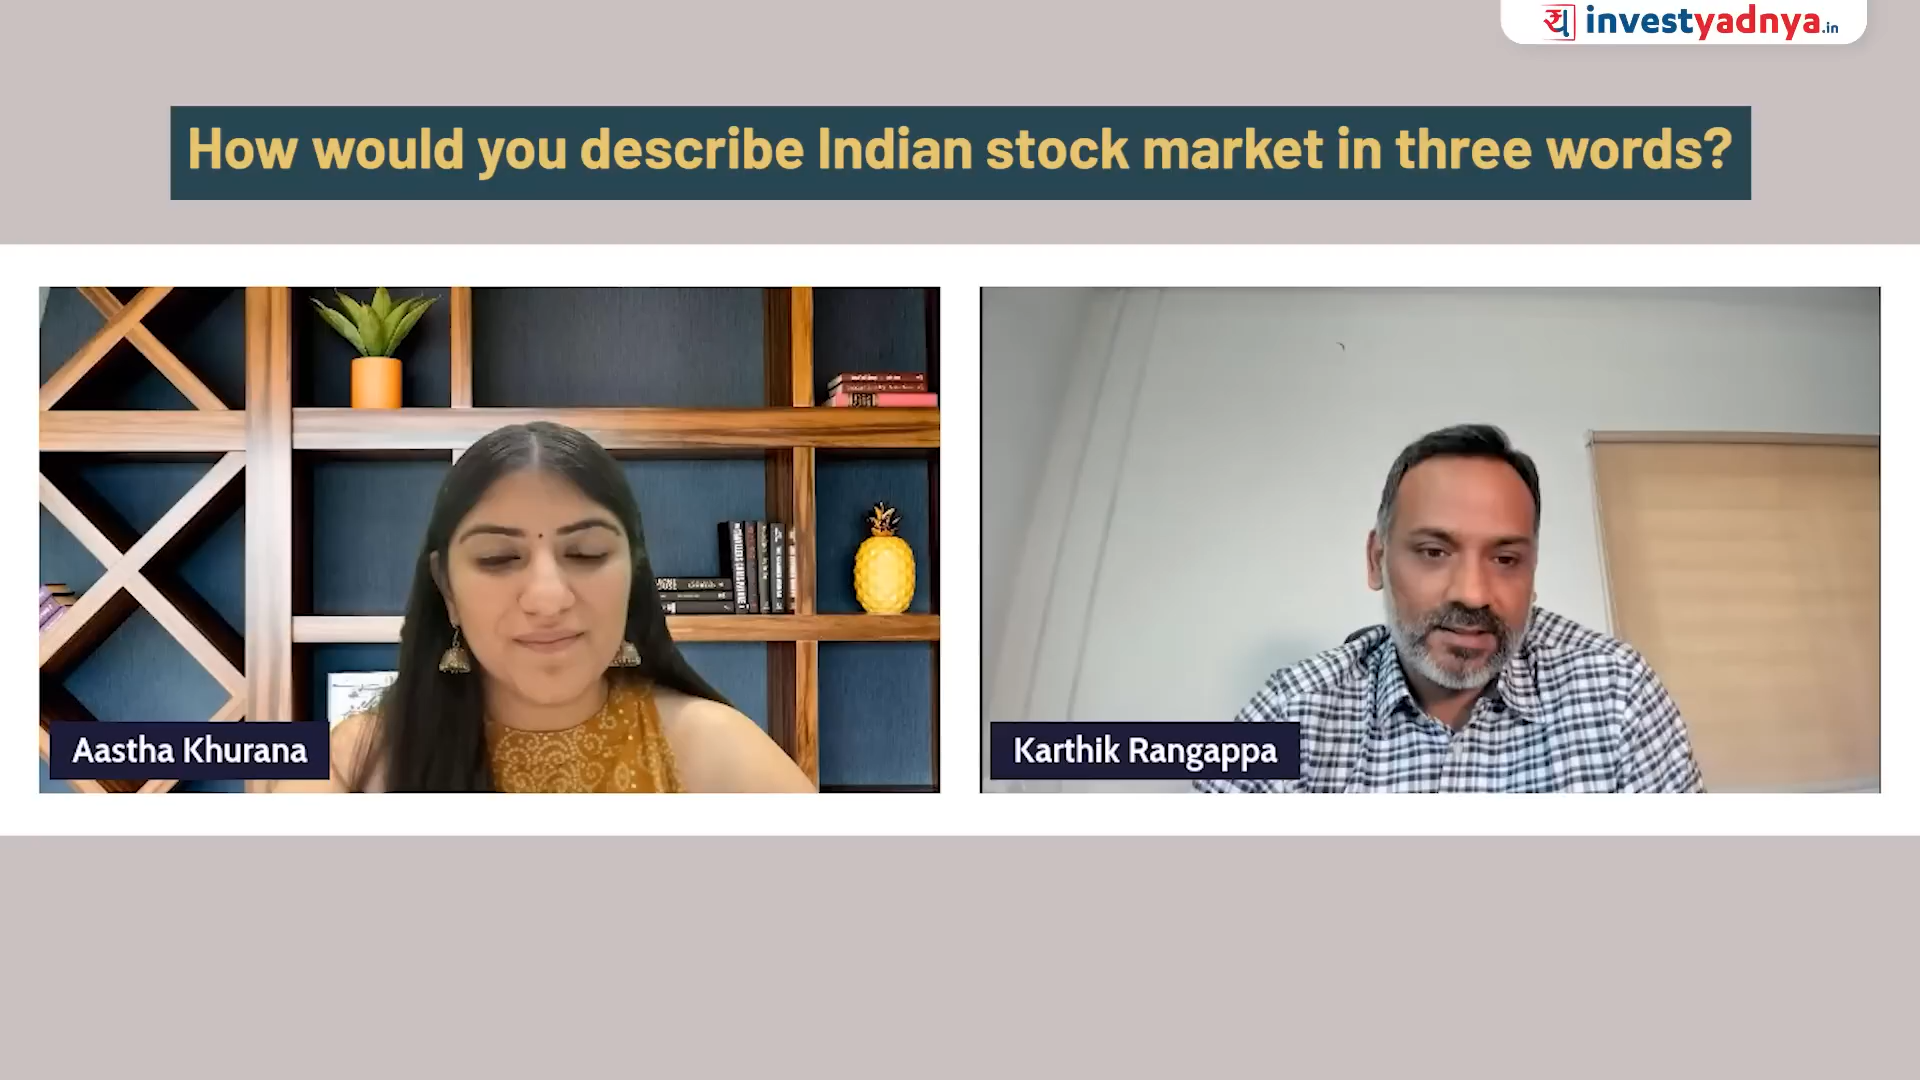 investyadnya.in
How would you describe Indian stock market in three words?
Aastha Khurana
Karthik Rangappa